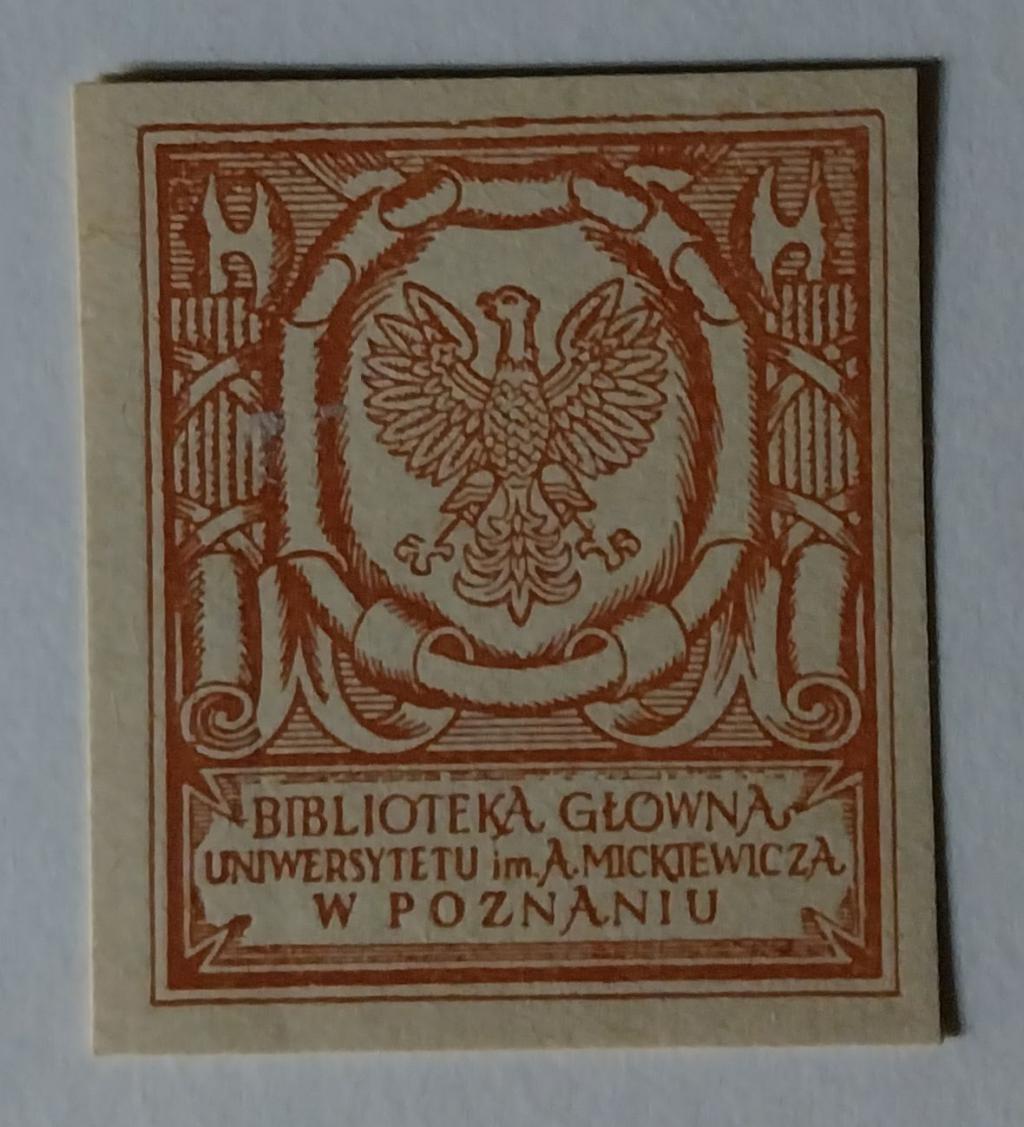 BIBLIOTEKA GŁOWNA
UNIWERSYTETU im. A. MICKIEWICZA
W POZNANIU